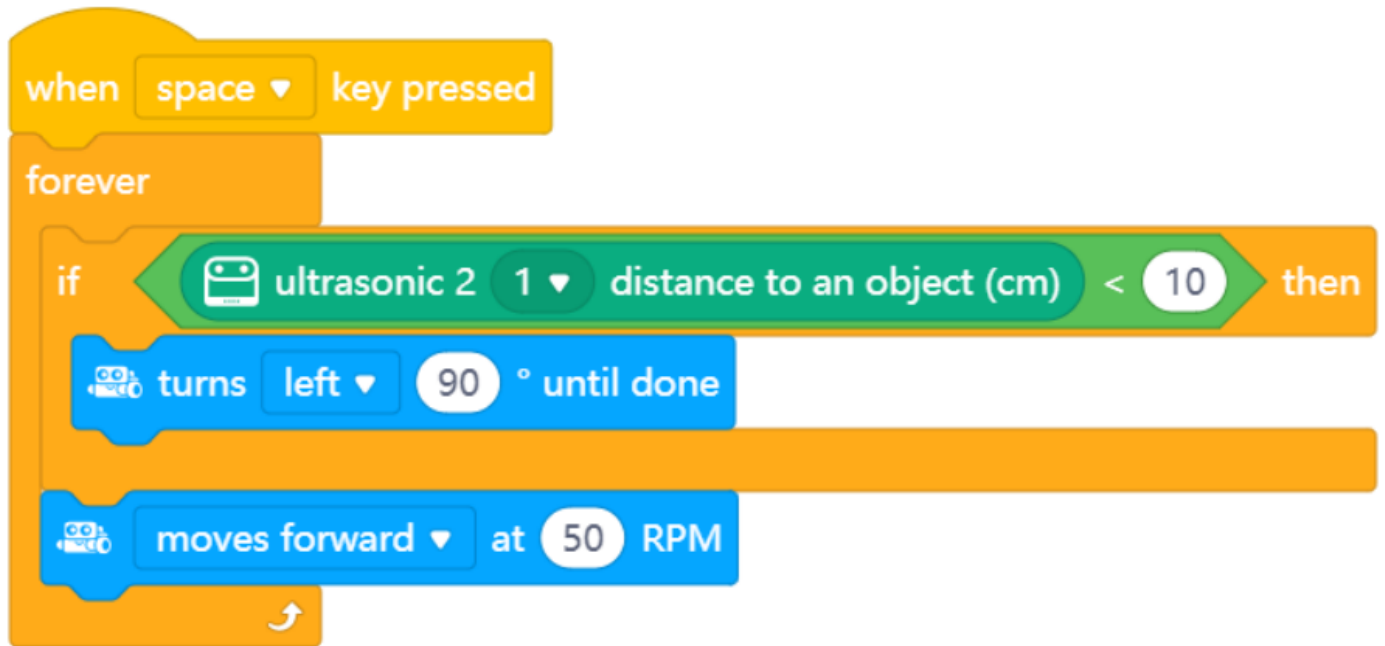 when space key pressed
forever
if ultrasonic 2 1 distance to an object (cm) < 10 then
turns left 90 ° until done
moves forward at 50 RPM